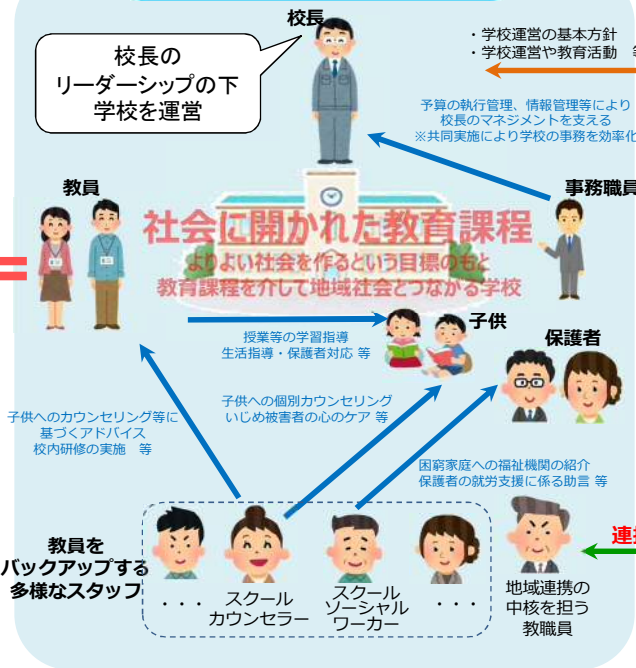 校長
校長の
リーダーシップの下
学校を運営
・学校運営の基本方針
・学校運営や教育活動
予算の執行管理、情報管理等により
校長のマネジメントを支える
※共同実施により学校の事務を効率化
教員
事務職員
社会に開かれた教育課程
よりよい社会を作るという目標のもと
教育課程を介して地域社会とつながる学校
授業等の学習指導
生活指導・保護者対応 等
子供
保護者
子供へのカウンセリング等に
基づくアドバイス
校内研修の実施 等
子供への個別カウンセリング
いじめ被害者の心のケア 等
困窮家庭への福祉機関の紹介
保護者の就労支援に係る助言 等
教員を
バックアップする
多様なスタッフ
・・・
スクール
カウンセラー
スクール
ソーシャル
ワーカー
・・・
地域連携の
中核を担う
教職員